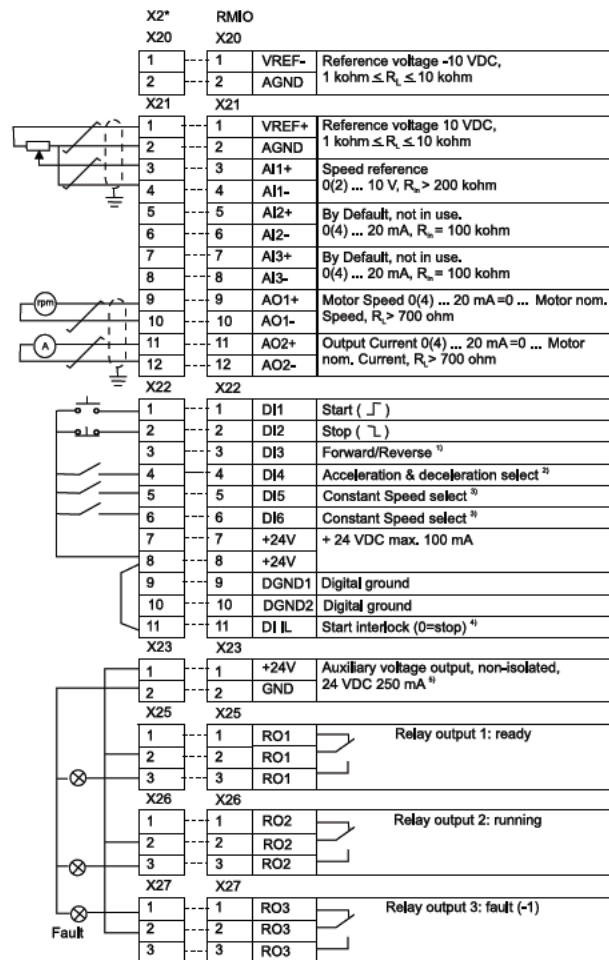 X2* RMIO
X20 X20
1 1 VREF- Reference voltage -10 VDC,
2 2 AGND 1 kohm ≤ RL ≤ 10 kohm
X21 X21
1 1 VREF+ Reference voltage 10 VDC,
2 2 AGND 1 kohm ≤ RL ≤ 10 kohm
3 3 AI1+ Speed reference
4 4 AI1- 0(2) ... 10 V, Rin > 200 kohm
5 5 AI2+ By Default, not in use.
6 6 AI2- 0(4) ... 20 mA, Rin = 100 kohm
7 7 AI3+ By Default, not in use.
8 8 AI3- 0(4) ... 20 mA, Rin = 100 kohm
rpm 9 9 AO1+ Motor Speed 0(4) ... 20 mA =0 ... Motor nom.
10 10 AO1- Speed, RL > 700 ohm
A 11 11 AO2+ Output Current 0(4) ... 20 mA =0 ... Motor
12 12 AO2- nom. Current, RL > 700 ohm
X22 X22
1 1 DI1 Start ( )
2 2 DI2 Stop ( )
3 3 DI3 Forward/Reverse 1)
4 4 DI4 Acceleration & deceleration select 2)
5 5 DI5 Constant Speed select 3)
6 6 DI6 Constant Speed select 3)
7 7 +24V + 24 VDC max. 100 mA
8 8 +24V
9 9 DGND1 Digital ground
10 10 DGND2 Digital ground
11 11 DI IL Start interlock (0=stop) 4)
X23 X23
1 1 +24V Auxiliary voltage output, non-isolated,
2 2 GND 24 VDC 250 mA 5)
X25 X25
1 1 RO1 Relay output 1: ready
2 2 RO1
3 3 RO1
X26 X26
1 1 RO2 Relay output 2: running
2 2 RO2
3 3 RO2
X27 X27
1 1 RO3 Relay output 3: fault (-1)
Fault 2 2 RO3
3 3 RO3